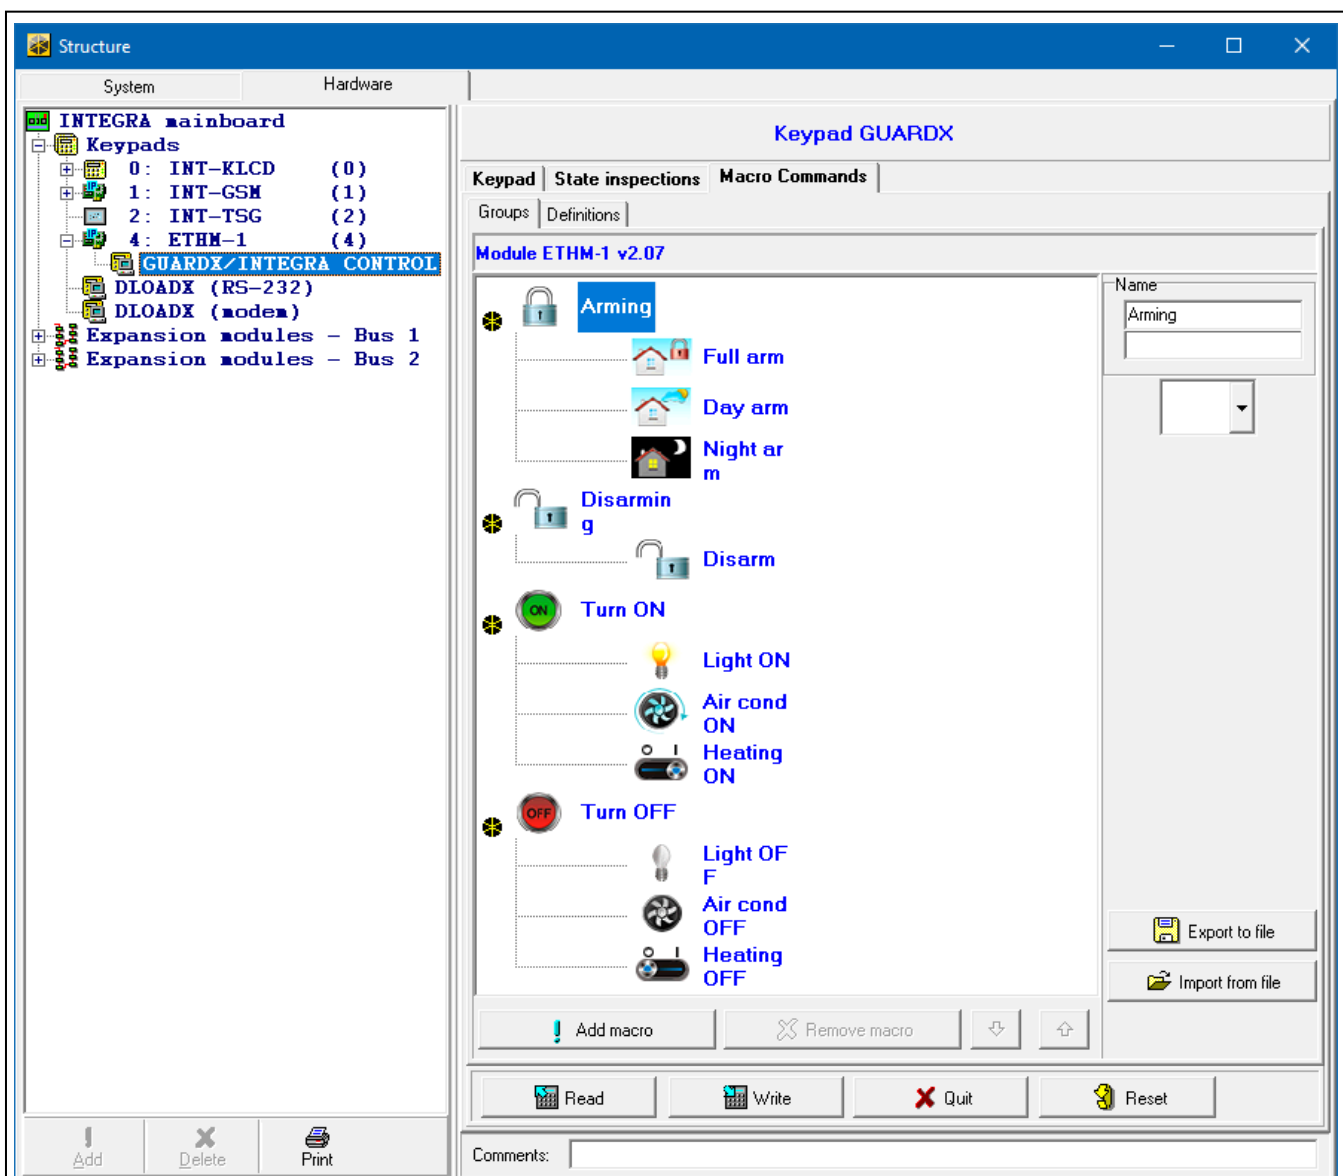 Structure
System
Hardware
INTEGRA mainboard
Keypads
0: INT-KLCD (0)
1: INT-GSM (1)
2: INT-TSG (2)
4: ETHM-1 (4)
GUARDX/INTEGRA CONTROL
DLOADX (RS-232)
DLOADX (modem)
Expansion modules - Bus 1
Expansion modules - Bus 2
Add
Delete
Print
Keypad GUARDX
Keypad
State inspections
Macro Commands
Groups
Definitions
Module ETHM-1 v2.07
Arming
Full arm
Day arm
Night ar
m
Disarmin
g
Disarm
ON
Turn ON
Light ON
Air cond
ON
Heating
ON
OFF
Turn OFF
Light OF
F
Air cond
OFF
Heating
OFF
Name
Arming
Export to file
Import from file
Add macro
Remove macro
Read
Write
Quit
Reset
Comments: